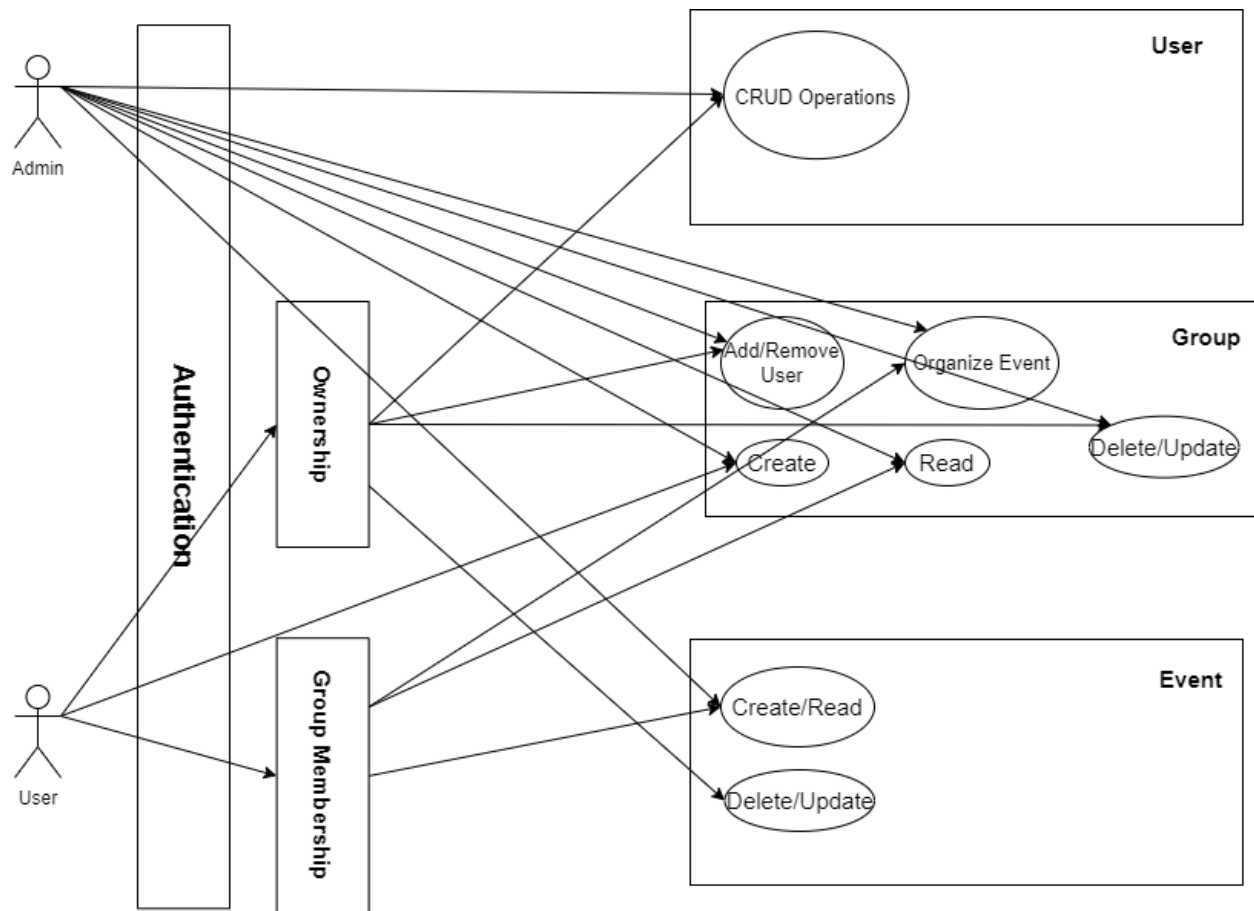 User
CRUD Operations
Admin
Authentication
Ownership
Group
Add/Remove
User
Organize Event
Delete/Update
Create
Read
Group Membership
Event
Create/Read
User
Delete/Update